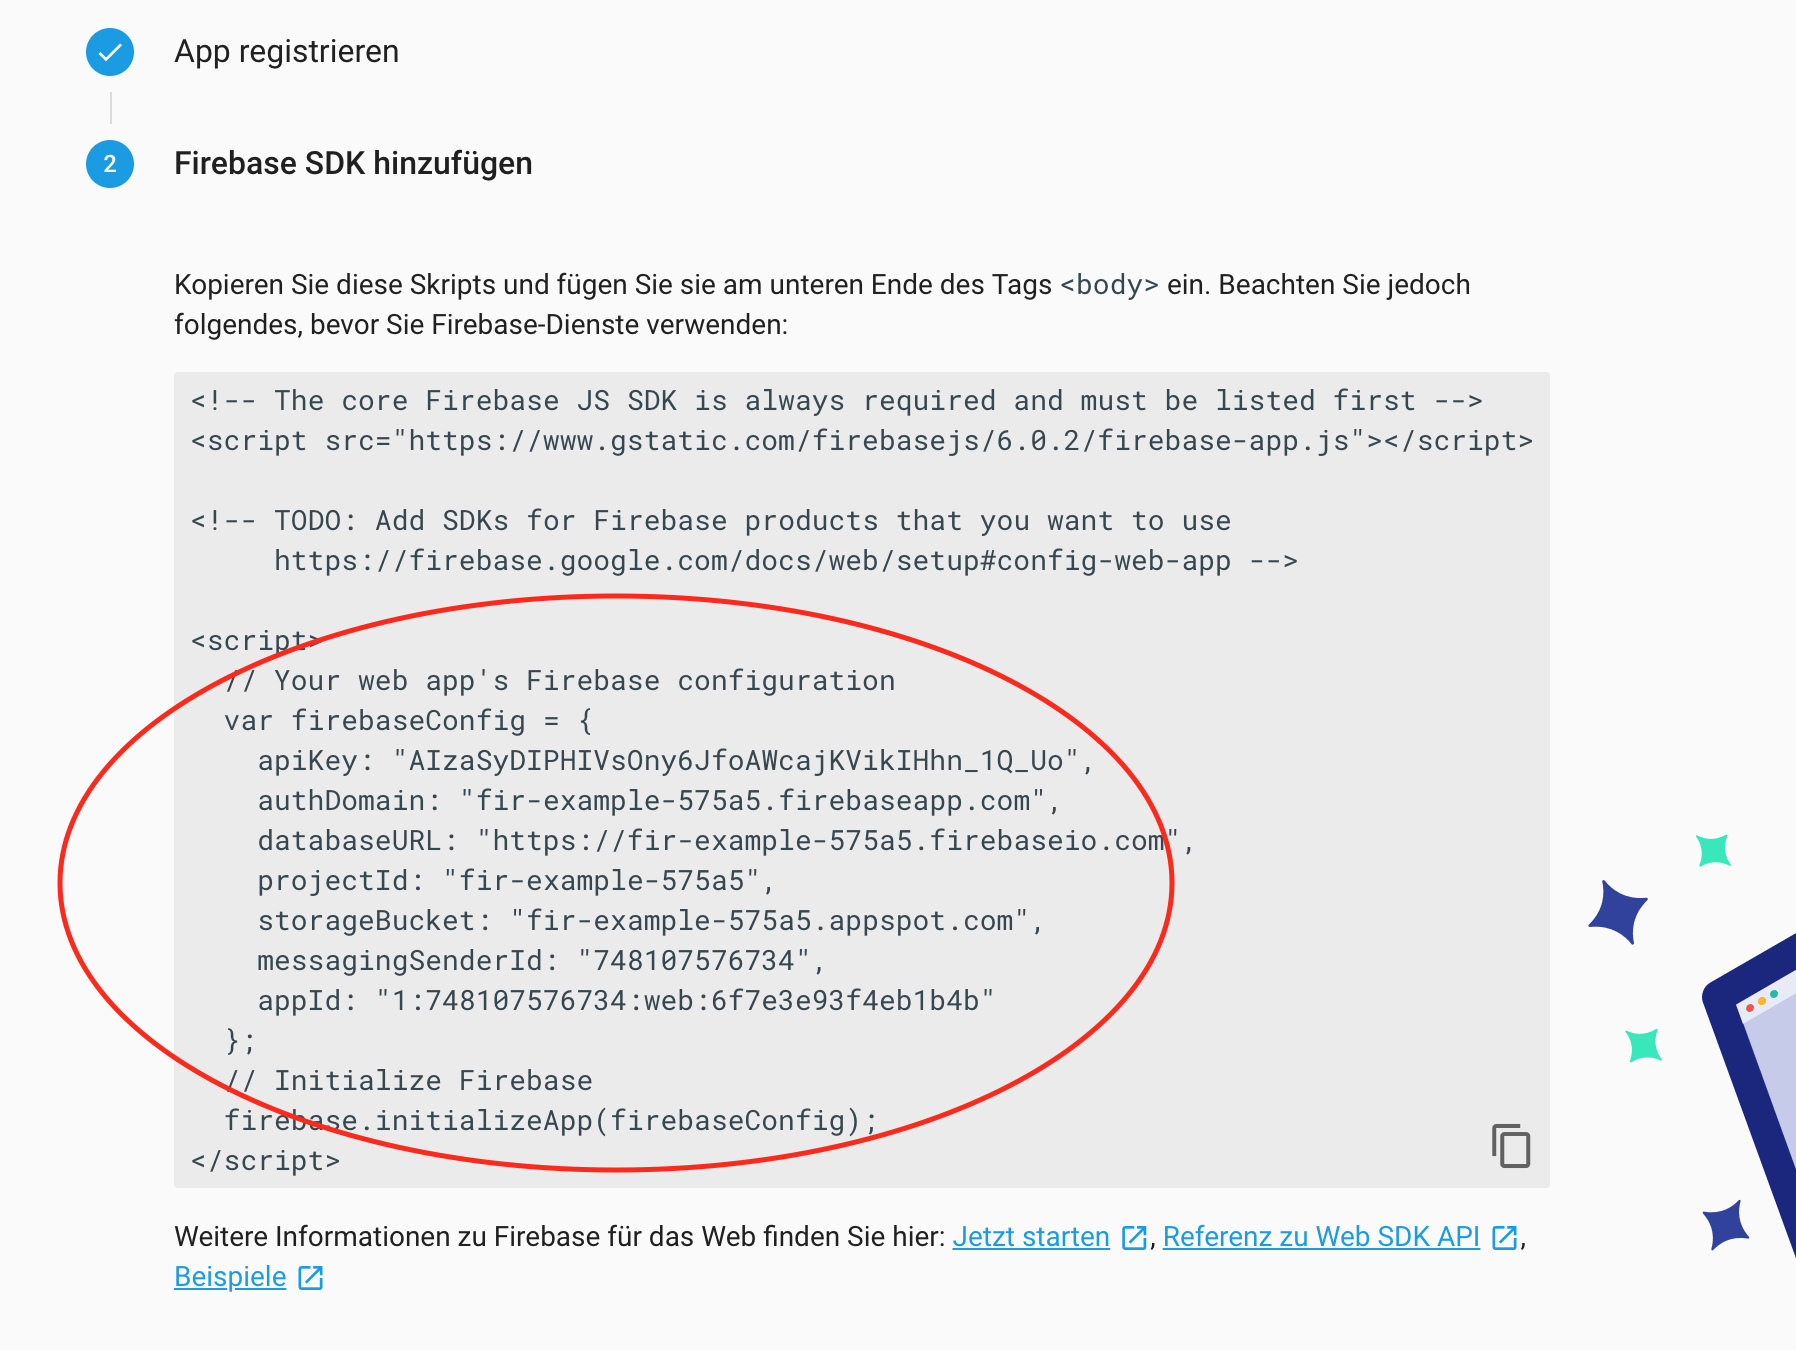 App registrieren
2
Firebase SDK hinzufügen
Kopieren Sie diese Skripts und fügen Sie sie am unteren Ende des Tags <body> ein. Beachten Sie jedoch
folgendes, bevor Sie Firebase-Dienste verwenden:
<!-- The core Firebase JS SDK is always required and must be listed first -->
<script src="https://www.gstatic.com/firebasejs/6.0.2/firebase-app.js"></script>
<!-- TODO: Add SDKs for Firebase products that you want to use
https://firebase.google.com/docs/web/setup#config-web-app -->
<script>
// Your web app's Firebase configuration
var firebaseConfig = {
apiKey: "AIzaSyDIPHIVsOny6JfoAWcajKVikIHhn_1Q_Uo",
authDomain: "fir-example-575a5.firebaseapp.com",
databaseURL: "https://fir-example-575a5.firebaseio.com",
projectId: "fir-example-575a5",
storageBucket: "fir-example-575a5.appspot.com",
messagingSenderId: "748107576734",
appId: "1:748107576734:web:6f7e3e93f4eb1b4b"
};
// Initialize Firebase
firebase.initializeApp(firebaseConfig);
</script>
Weitere Informationen zu Firebase für das Web finden Sie hier: Jetzt starten, Referenz zu Web SDK API,
Beispiele